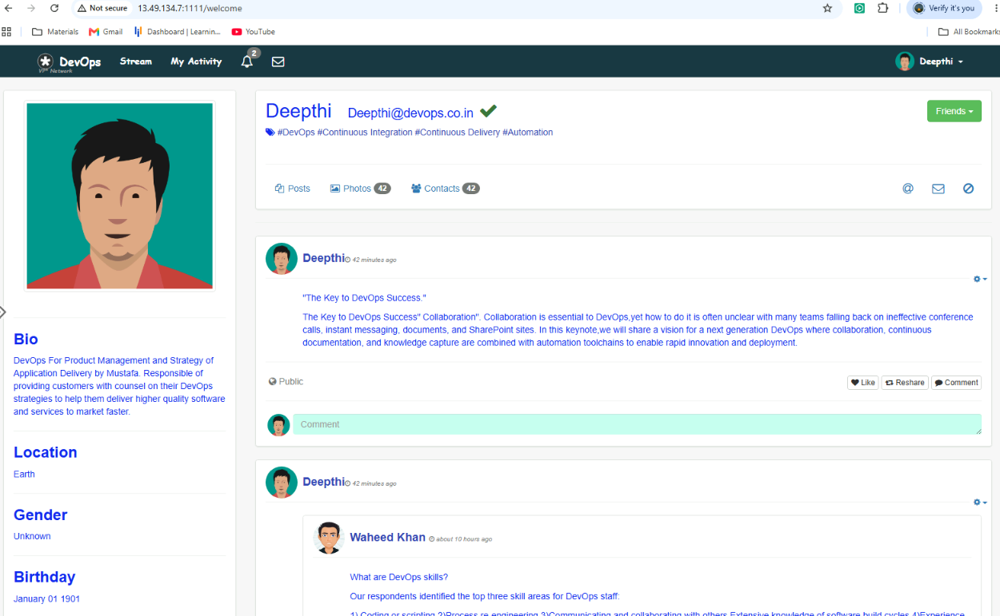 Not secure 13.49.134.7:1111/welcome Verify it's you
Materials Gmail Dashboard | Learnin... YouTube All Bookmarks
DevOps Stream My Activity 2 Deepthi
VP* Network
Deepthi Deepthi@devops.co.in Friends
#DevOps #Continuous Integration #Continuous Delivery #Automation
Posts Photos 42 Contacts 42 @
Deepthi 42 minutes ago
"The Key to DevOps Success."
The Key to DevOps Success" Collaboration". Collaboration is essential to DevOps,yet how to do it is often unclear with many teams falling back on ineffective conference
calls, instant messaging, documents, and SharePoint sites. In this keynote,we will share a vision for a next generation DevOps where collaboration, continuous
documentation, and knowledge capture are combined with automation toolchains to enable rapid innovation and deployment.
Public Like Reshare Comment
Comment
Bio
DevOps For Product Management and Strategy of
Application Delivery by Mustafa. Responsible of
providing customers with counsel on their DevOps
strategies to help them deliver higher quality software
and services to market faster.
Location
Earth
Gender
Unknown
Birthday
January 01 1901
Deepthi 42 minutes ago
Waheed Khan about 10 hours ago
What are DevOps skills?
Our respondents identified the top three skill areas for DevOps staff:
1) Coding or scripting 2)Process re-engineering 3)Communicating and collaborating with others Extensive knowledge of software build cycles 4)Experience